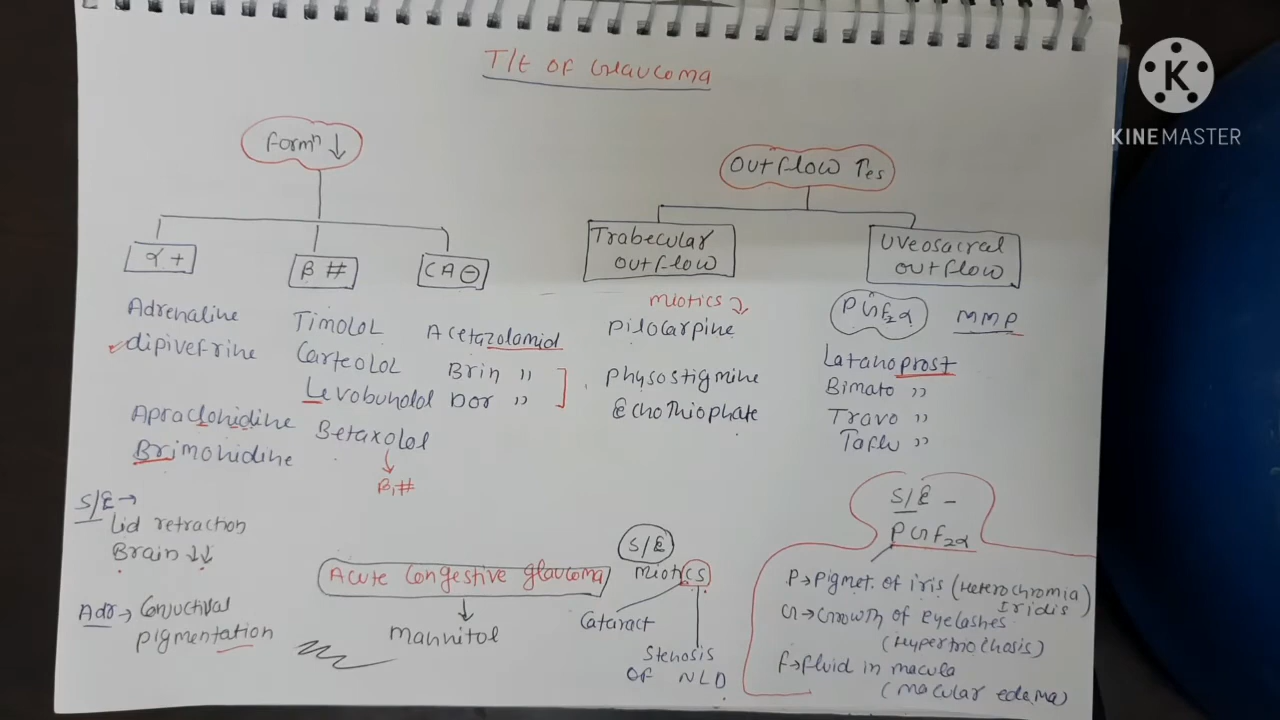 T/t OF GLAUCOMA
Formⁿ ↓
α +
β #
CA ⊖
Adrenaline
dipivefrine
Apraclonidine
Brimonidine
Timolol
Carteolol
Levobunolol
Betaxolol
β₁#
Acetazolamid
Brin "
Dor "
S/E →
Lid retraction
Brain ↓↓
Adr → Conjuctival
pigmentation
Acute Congestive glaucoma
Mannitol
Outflow ↑es
Trabecular
outflow
miotics
Pilocarpine
Physostigmine
Echothiophate
Uveosacral
outflow
PGF₂α
MMP
Latanoprost
Bimato "
Travo "
Taflu "
S/E
miotics
Cataract
Stenosis
OF NLD
S/E -
PGF₂α
P→Pigmet. of iris (Heterochromia
Iridis)
G→Growth of Eyelashes
(Hypertrichosis)
F→fluid in macula
(macular edema)
K
KINEMASTER